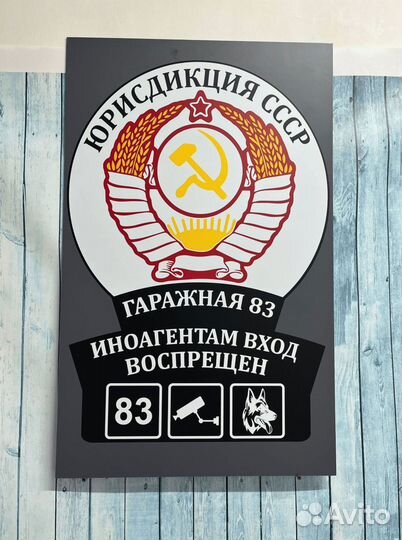 ЮРИСДИКЦИЯ СССР
ГАРАЖНАЯ 83
ИНОАГЕНТАМ ВХОД
ВОСПРЕЩЕН
83
Avito